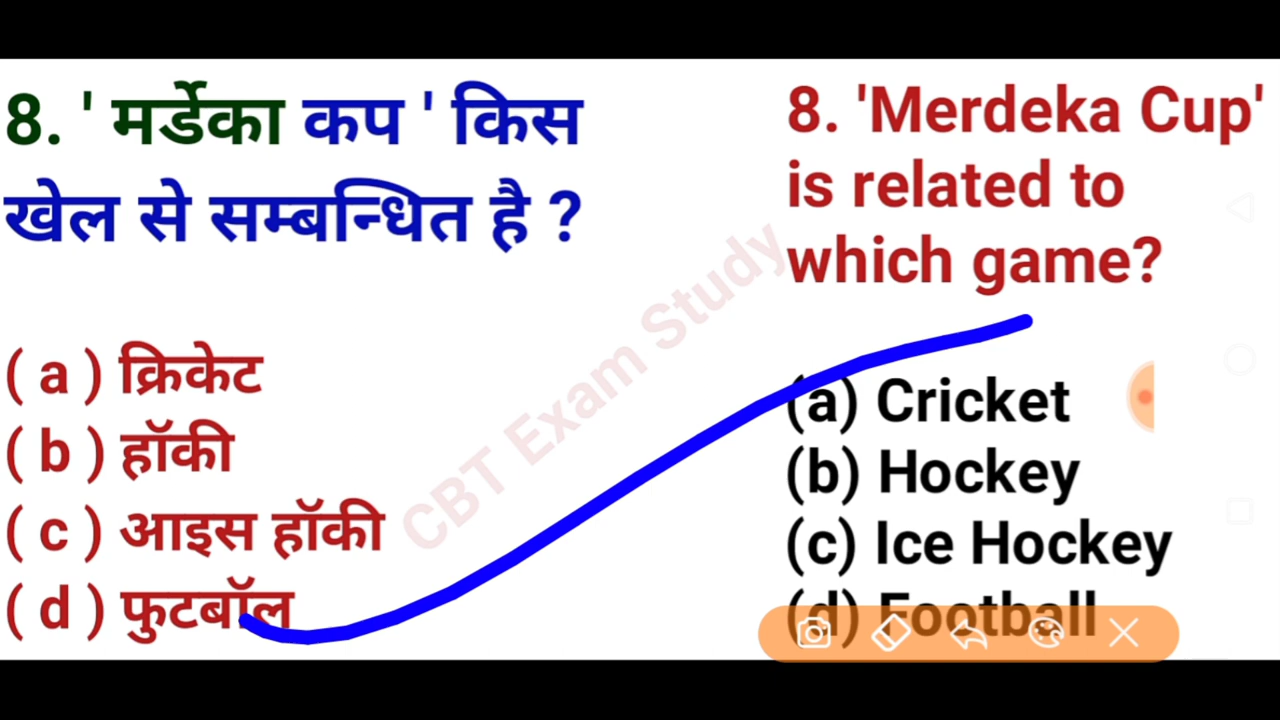 8. ' मर्डेका कप ' किस
खेल से सम्बन्धित है ?
( a ) क्रिकेट
( b ) हॉकी
( c ) आइस हॉकी
( d ) फुटबॉल
8. 'Merdeka Cup'
is related to
which game?
(a) Cricket
(b) Hockey
(c) Ice Hockey
(d) Football
CBT Exam Study